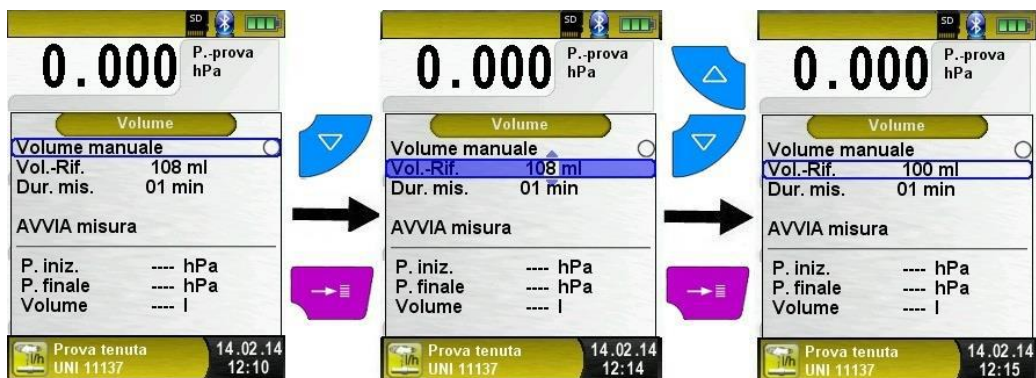 SD
0.000 P.-prova
hPa
Volume
Volume manuale
Vol.-Rif. 108 ml
Dur. mis. 01 min
AVVIA misura
P. iniz. ---- hPa
P. finale ---- hPa
Volume ---- l
l/h Prova tenuta 14.02.14
UNI 11137 12:10
SD
0.000 P.-prova
hPa
Volume
Volume manuale
Vol.-Rif. 108 ml
Dur. mis. 01 min
AVVIA misura
P. iniz. ---- hPa
P. finale ---- hPa
Volume ---- l
l/h Prova tenuta 14.02.14
UNI 11137 12:14
SD
0.000 P.-prova
hPa
Volume
Volume manuale
Vol.-Rif. 100 ml
Dur. mis. 01 min
AVVIA misura
P. iniz. ---- hPa
P. finale ---- hPa
Volume ---- l
l/h Prova tenuta 14.02.14
UNI 11137 12:15